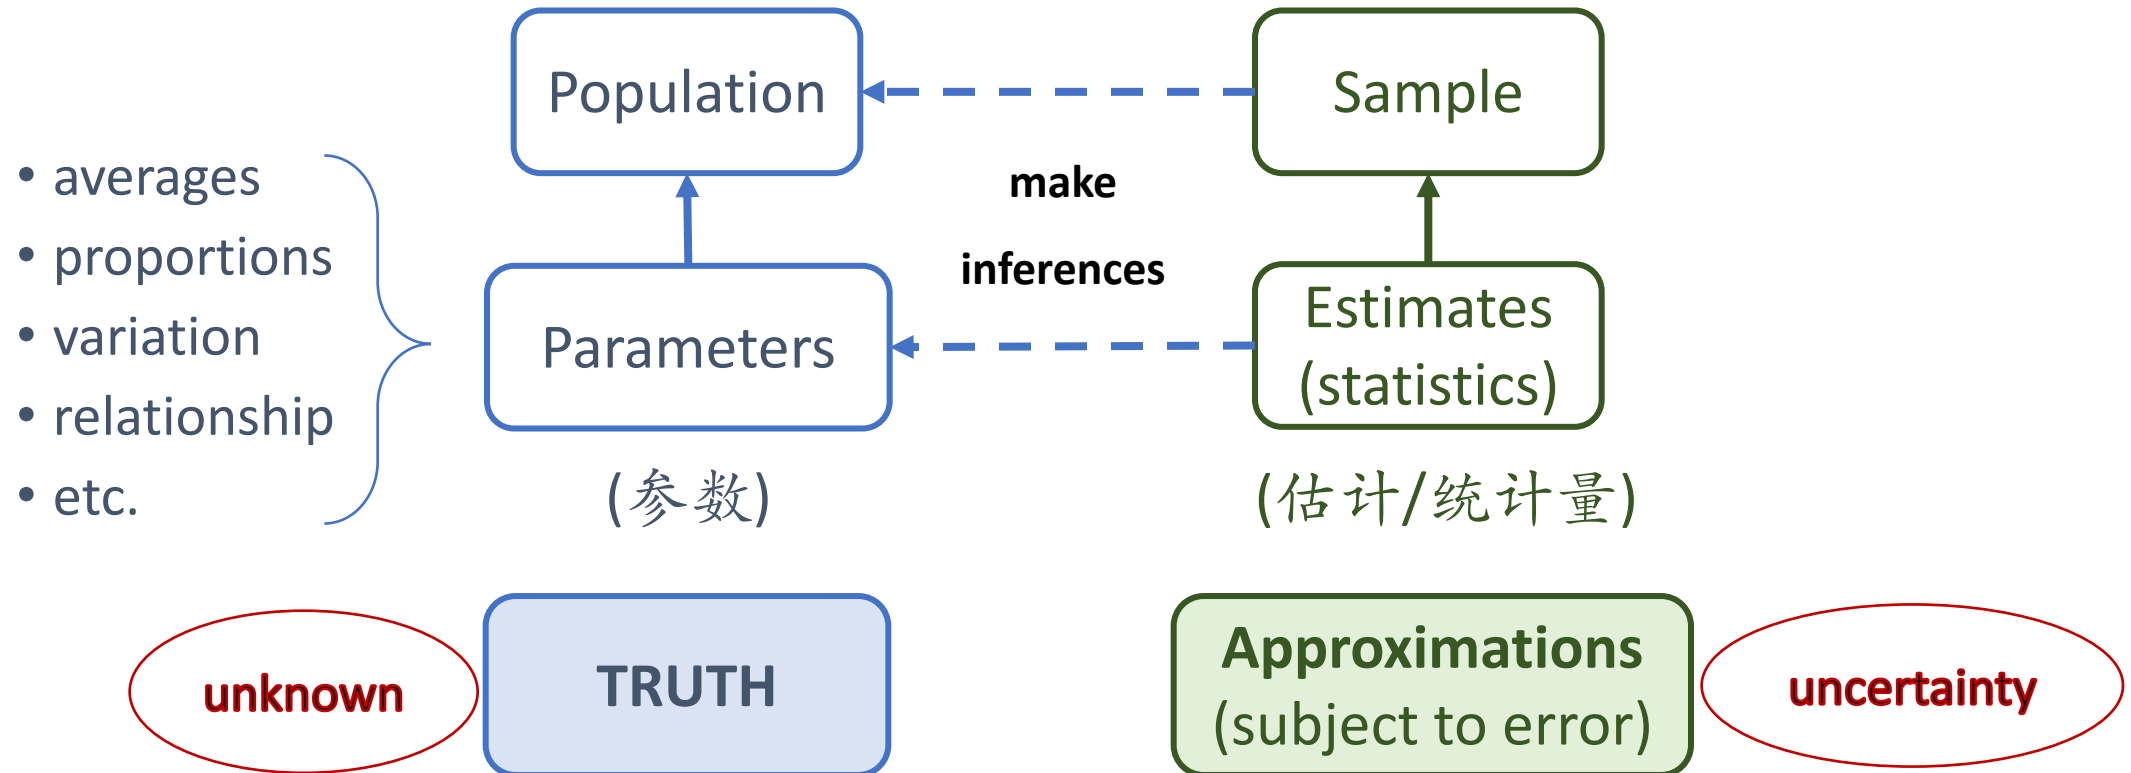 Population
Sample
make
inferences
• averages
• proportions
• variation
• relationship
• etc.
Parameters
Estimates
(statistics)
(参数)
(估计/统计量)
unknown
TRUTH
Approximations
(subject to error)
uncertainty